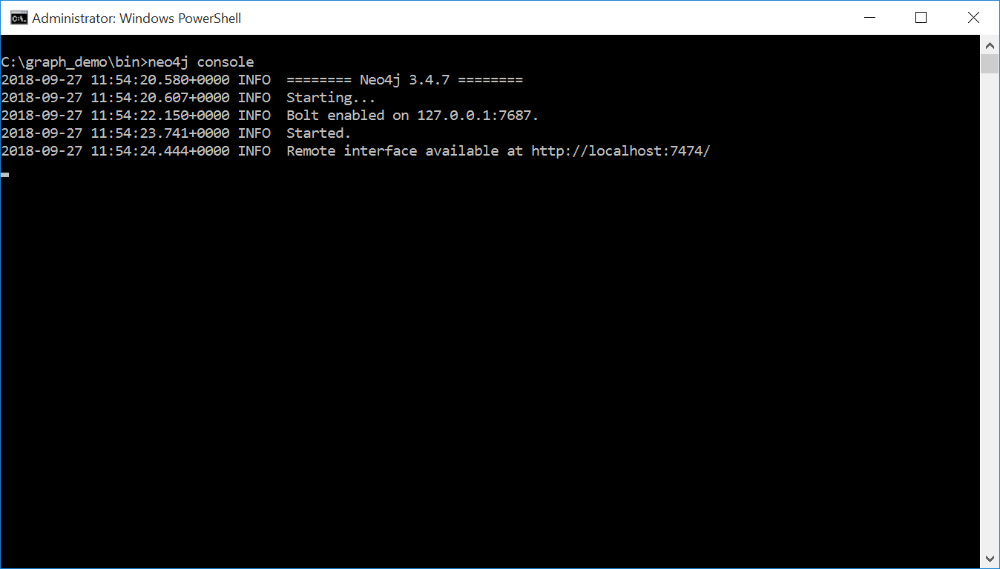 Administrator: Windows PowerShell
C:\graph_demo\bin>neo4j console
2018-09-27 11:54:20.580+0000 INFO  ======== Neo4j 3.4.7 ========
2018-09-27 11:54:20.607+0000 INFO  Starting...
2018-09-27 11:54:22.150+0000 INFO  Bolt enabled on 127.0.0.1:7687.
2018-09-27 11:54:23.741+0000 INFO  Started.
2018-09-27 11:54:24.444+0000 INFO  Remote interface available at http://localhost:7474/